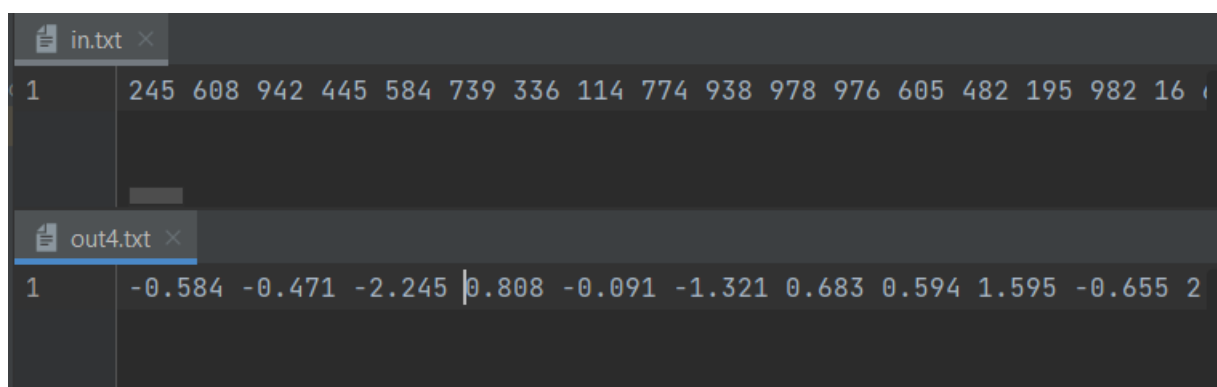 in.txt
1 245 608 942 445 584 739 336 114 774 938 978 976 605 482 195 982 16
out4.txt
1 -0.584 -0.471 -2.245 0.808 -0.091 -1.321 0.683 0.594 1.595 -0.655 2